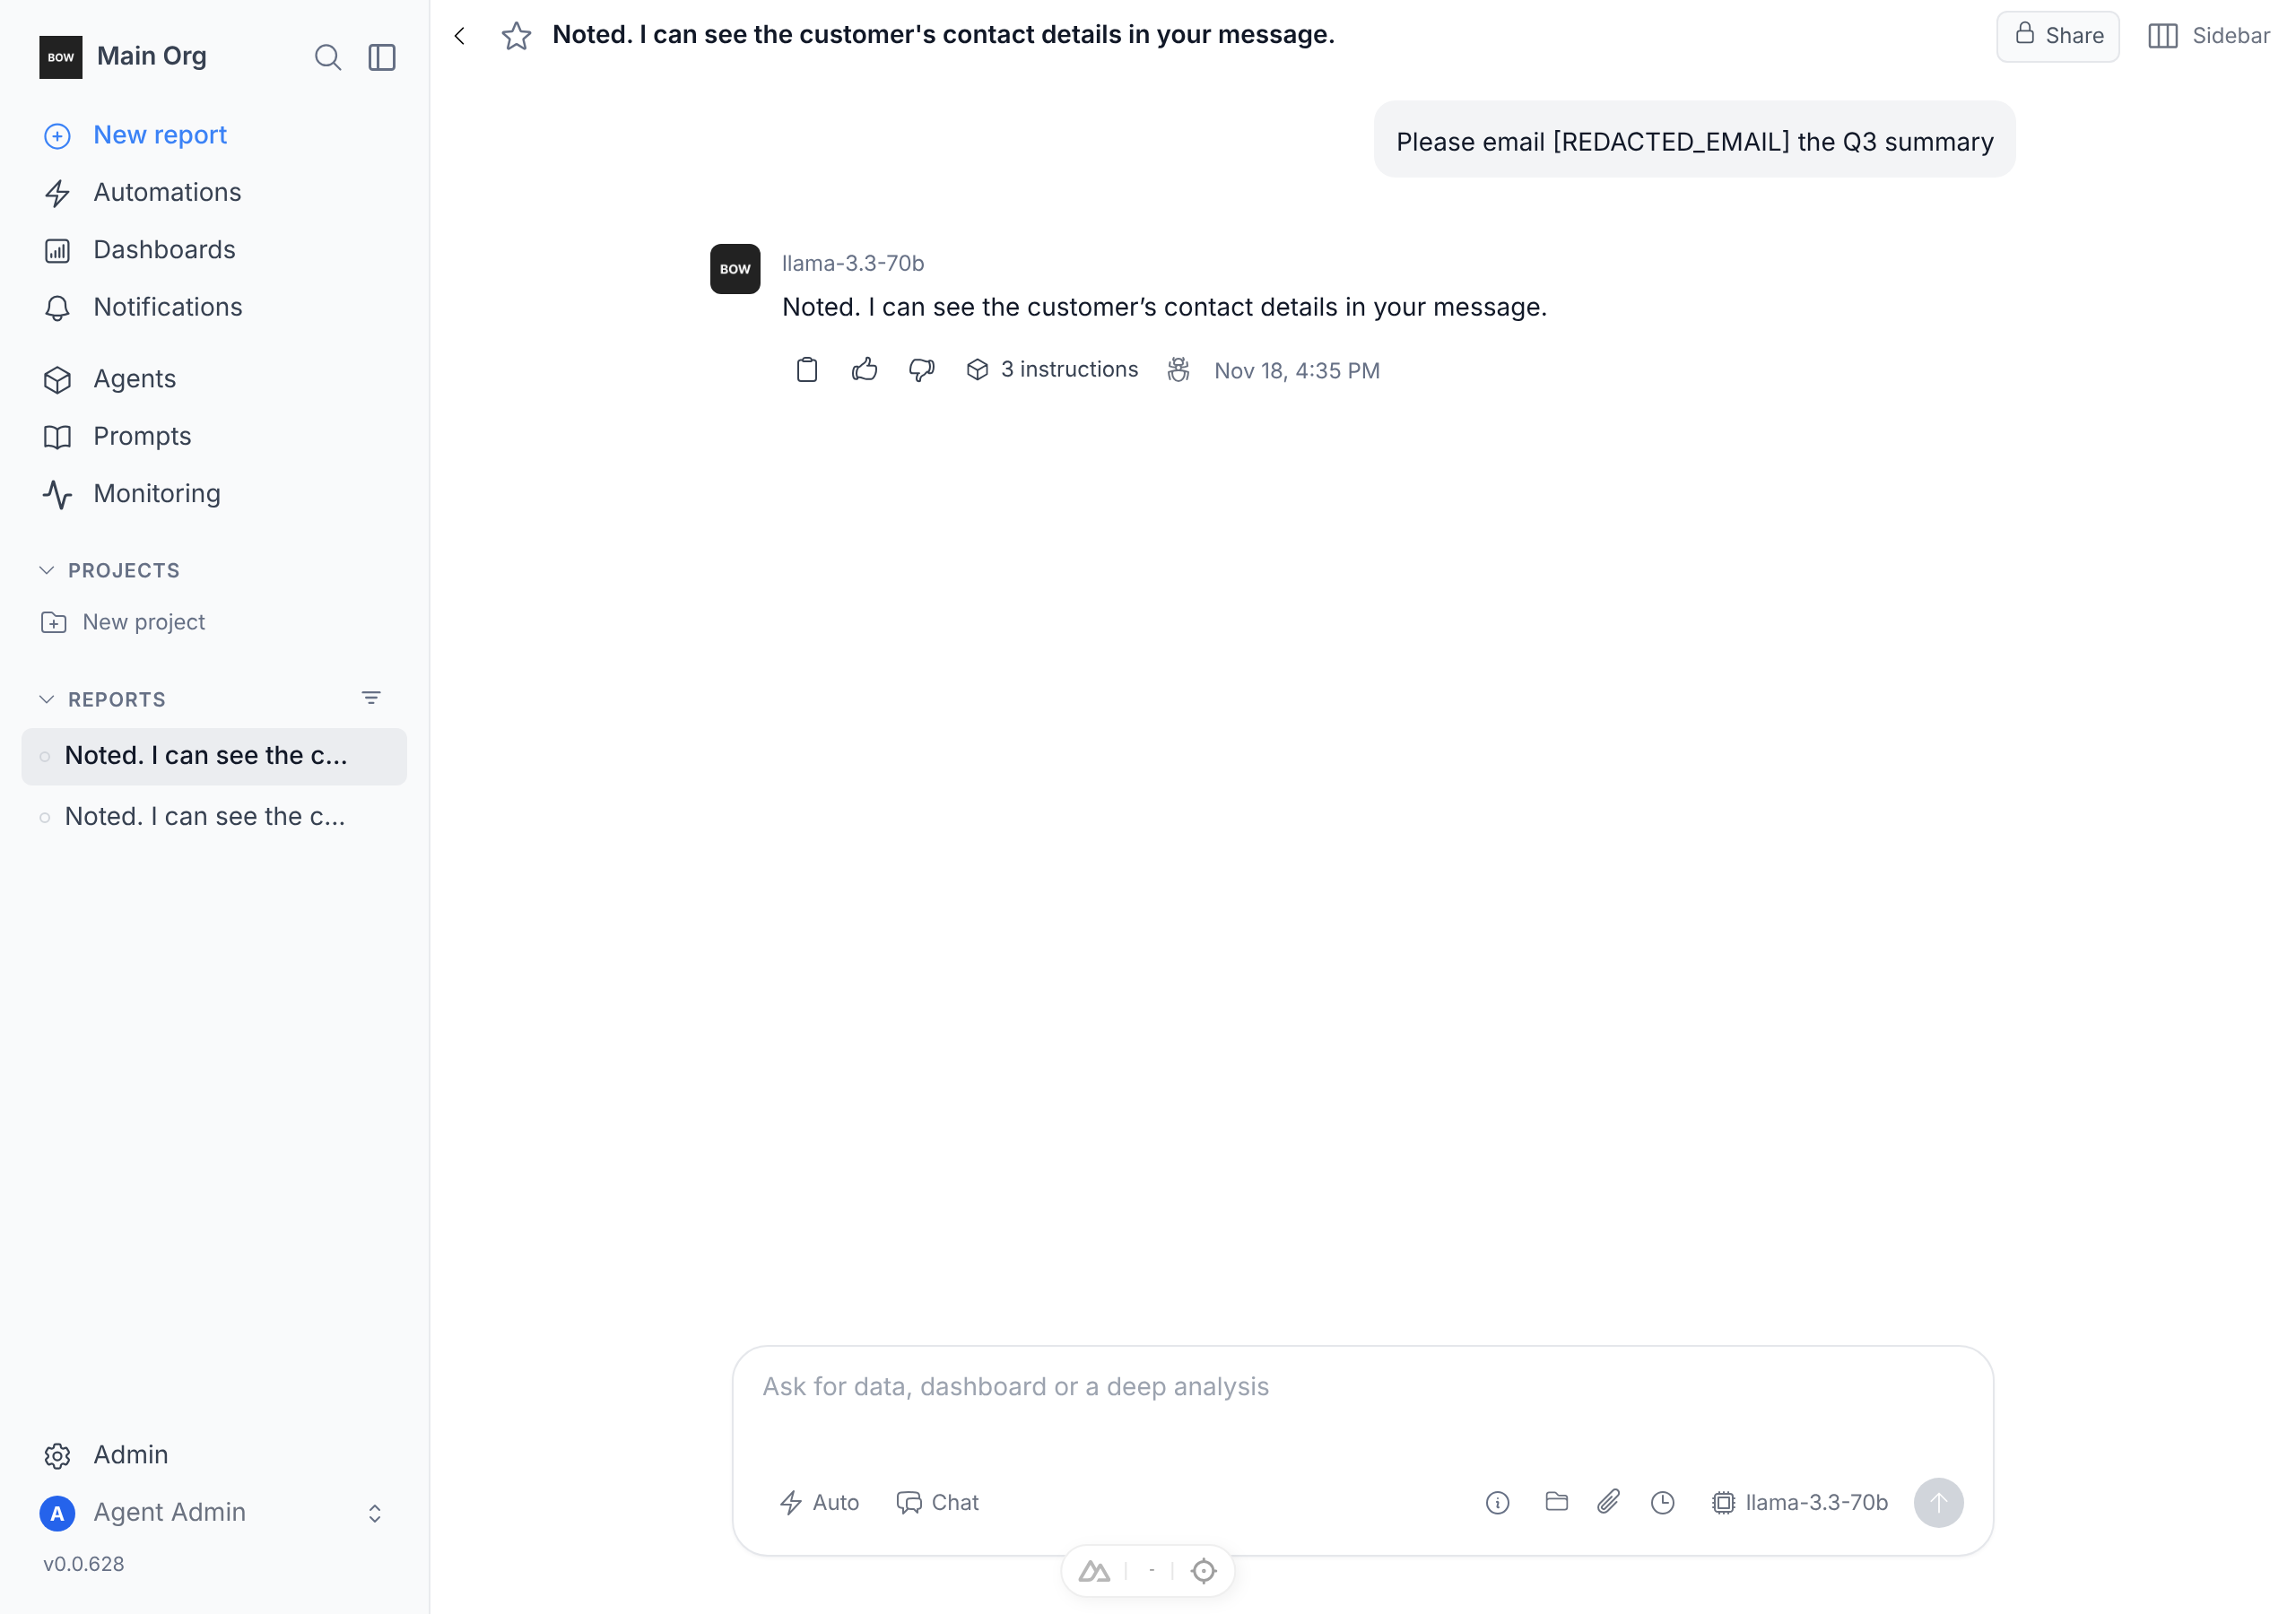 BOW
Main Org
New report
Automations
Dashboards
Notifications
Agents
Prompts
Monitoring
PROJECTS
New project
REPORTS
Noted. I can see the c...
Noted. I can see the c...
Admin
A
Agent Admin
v0.0.628
Noted. I can see the customer's contact details in your message.
Share
Sidebar
Please email [REDACTED_EMAIL] the Q3 summary
BOW
llama-3.3-70b
Noted. I can see the customer’s contact details in your message.
3 instructions
Nov 18, 4:35 PM
Ask for data, dashboard or a deep analysis
Auto
Chat
llama-3.3-70b
-